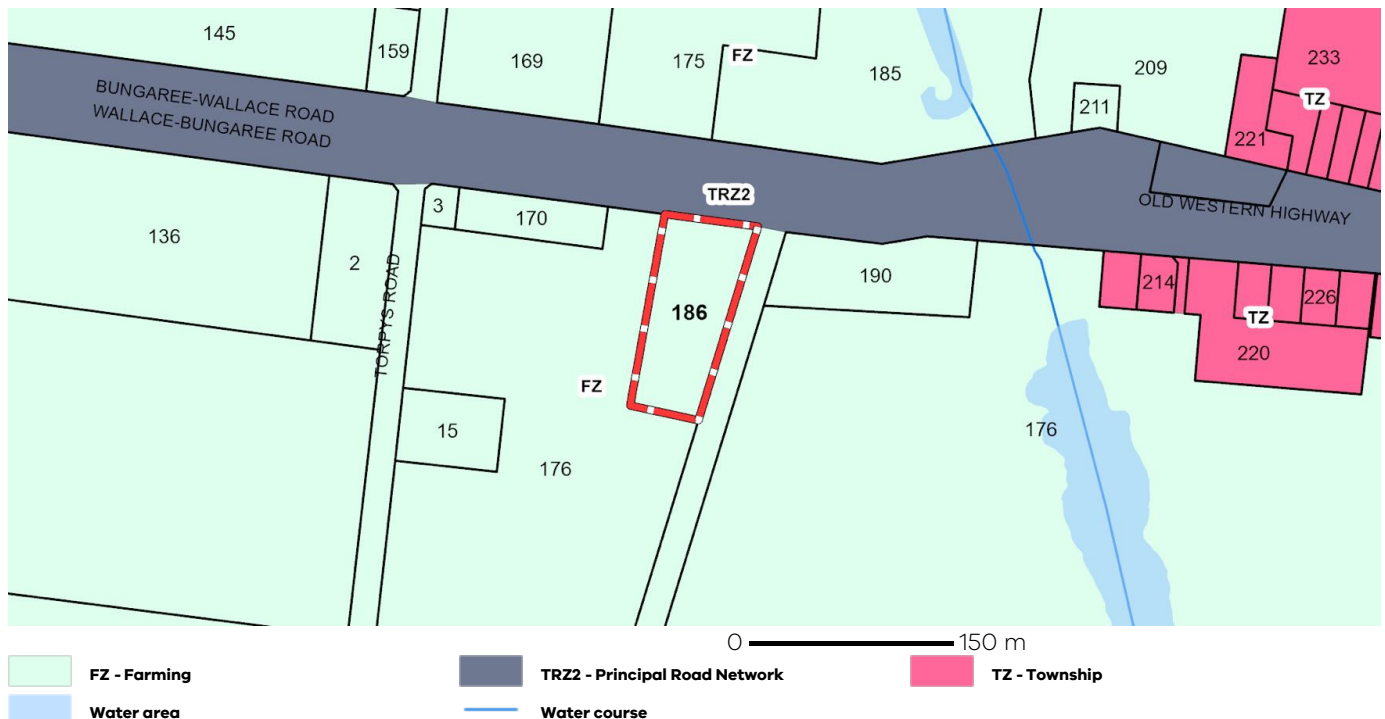 145
159
169
175
FZ
185
209
233
TZ
211
221
BUNGAREE-WALLACE ROAD
WALLACE-BUNGAREE ROAD
TRZ2
OLD WESTERN HIGHWAY
3
170
136
2
TORPYS ROAD
186
190
214
226
TZ
220
FZ
15
176
176
0 150 m
FZ - Farming
TRZ2 - Principal Road Network
TZ - Township
Water area
Water course